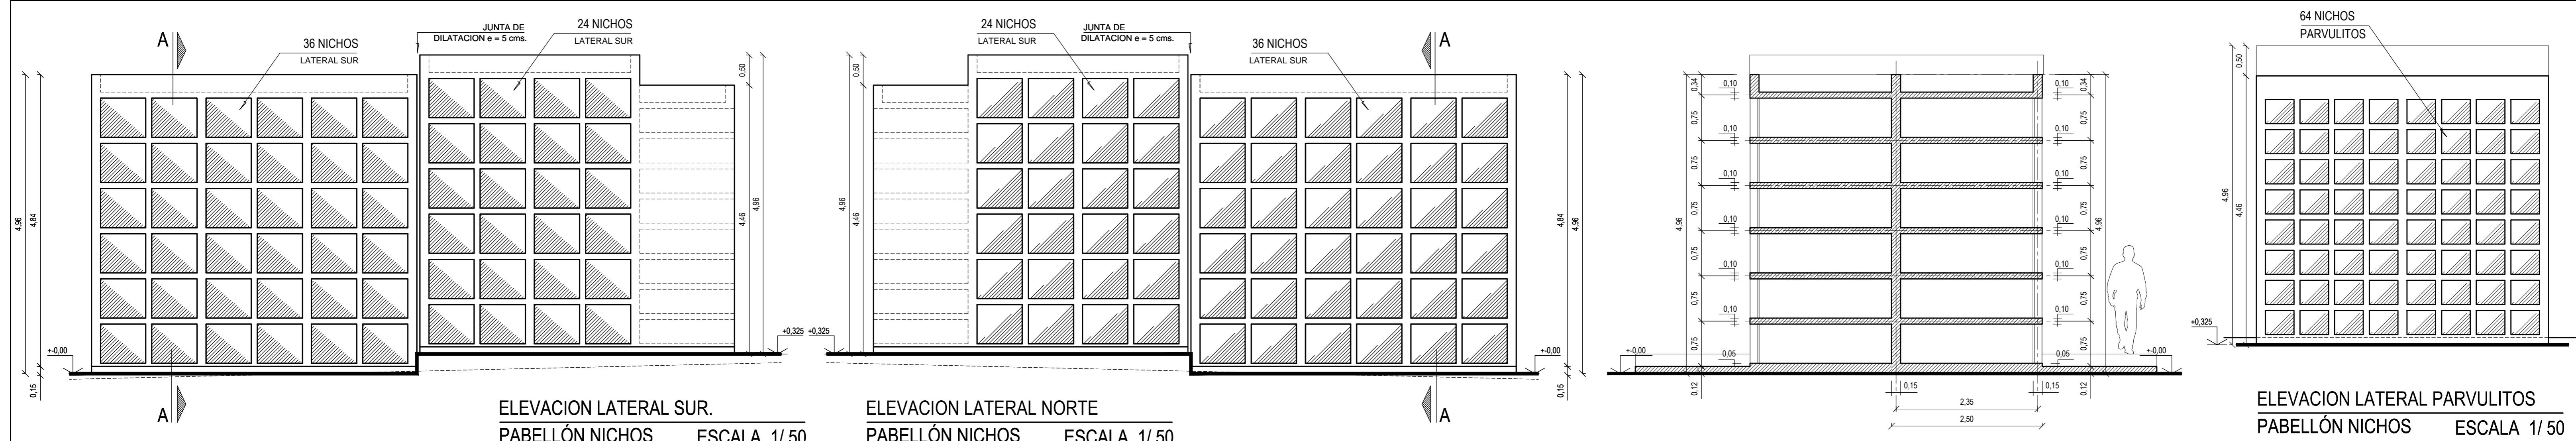 A
36 NICHOS
LATERAL SUR
JUNTA DE
DILATACION e = 5 cms.
24 NICHOS
LATERAL SUR
0,50
4,96
4,84
4,46
4,96
+-0,00
0,15
+0,325
A
ELEVACION LATERAL SUR.
PABELLÓN NICHOS ESCALA 1/ 50
24 NICHOS
LATERAL SUR
JUNTA DE
DILATACION e = 5 cms.
36 NICHOS
LATERAL SUR
A
0,50
4,96
4,46
4,84
4,96
+0,325
+-0,00
0,15
A
ELEVACION LATERAL NORTE
PABELLÓN NICHOS ESCALA 1/ 50
0,34
0,10
0,10
0,34
0,75
0,75
0,10
0,10
0,75
0,75
0,10
0,10
0,75
0,75
4,96
0,10
0,10
4,96
0,75
0,75
0,10
0,10
0,75
0,75
0,10
0,10
0,75
0,75
+-0,00
0,05
0,05
+-0,00
0,12
0,15
0,15
0,12
2,35
2,50
64 NICHOS
PARVULITOS
0,50
4,96
4,46
+0,325
ELEVACION LATERAL PARVULITOS
PABELLÓN NICHOS ESCALA 1/ 50